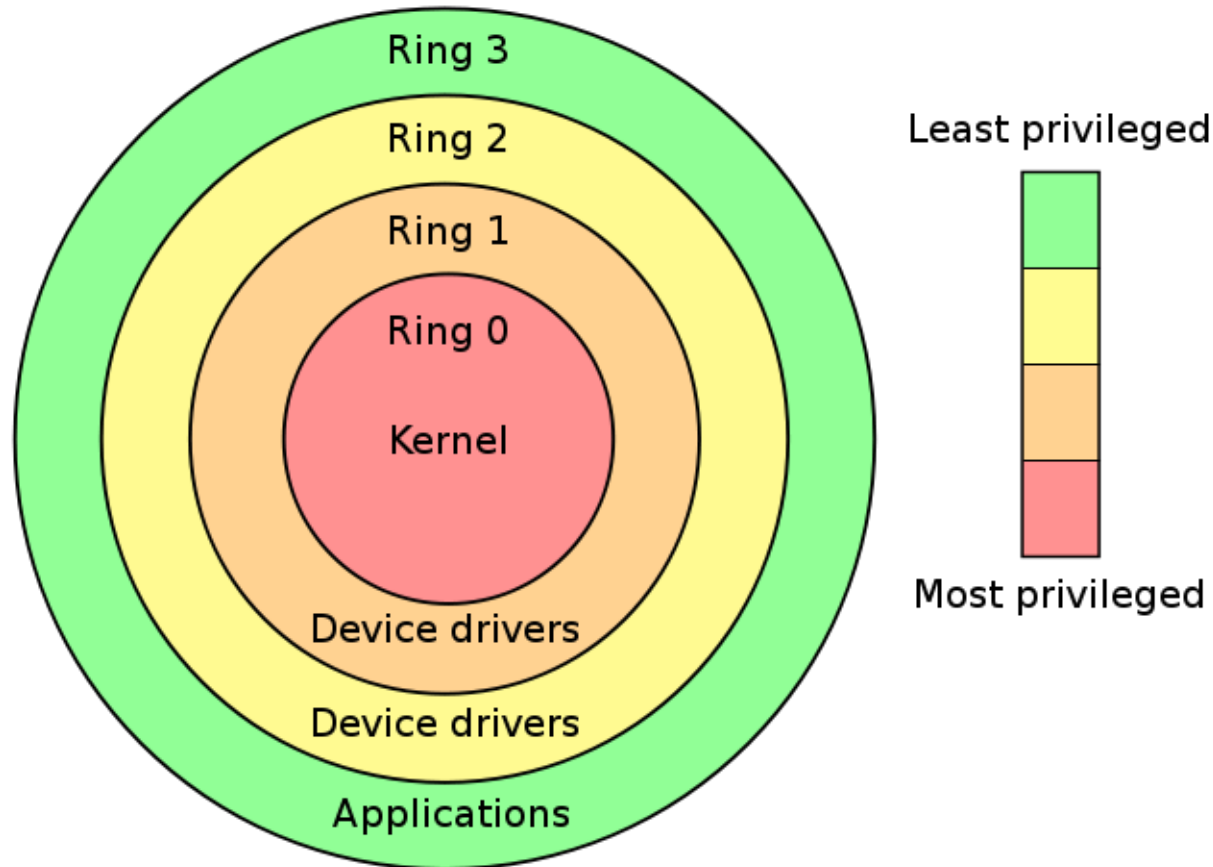 Ring 3
Ring 2
Ring 1
Ring 0
Kernel
Device drivers
Device drivers
Applications
Least privileged
Most privileged